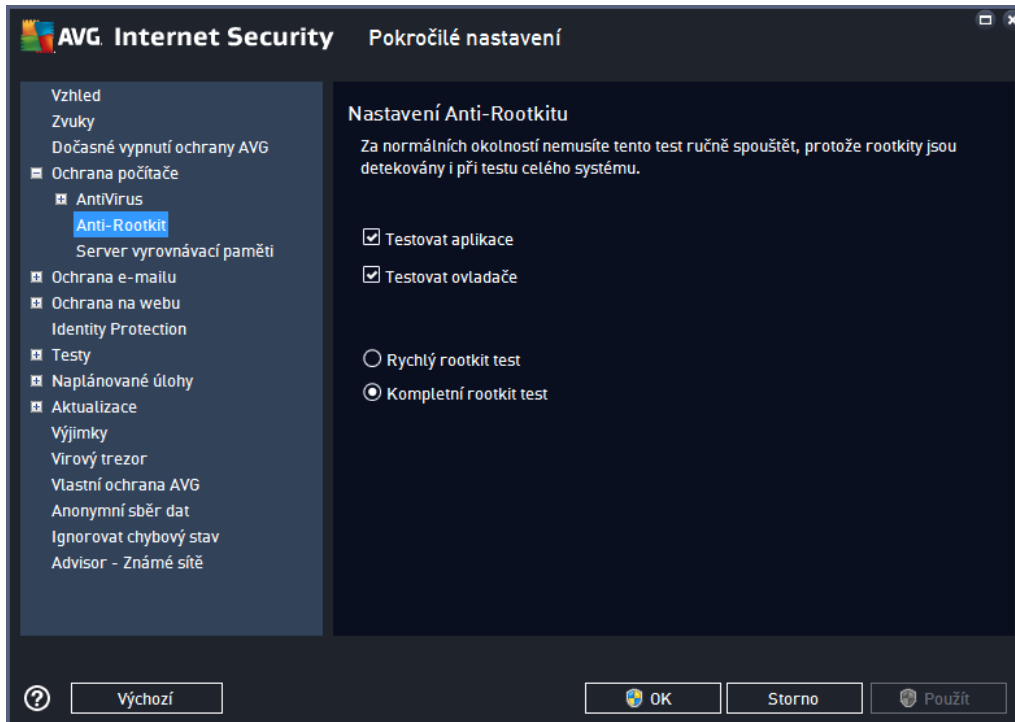 AVG Internet Security Pokročilé nastavení
Vzhled
Zvuky
Dočasné vypnutí ochrany AVG
Ochrana počítače
AntiVirus
Anti-Rootkit
Server vyrovnávací paměti
Ochrana e-mailu
Ochrana na webu
Identity Protection
Testy
Naplánované úlohy
Aktualizace
Výjimky
Virový trezor
Vlastní ochrana AVG
Anonymní sběr dat
Ignorovat chybový stav
Advisor - Známé sítě
Nastavení Anti-Rootkitu
Za normálních okolností nemusíte tento test ručně spouštět, protože rootkity jsou
detekovány i při testu celého systému.
Testovat aplikace
Testovat ovladače
Rychlý rootkit test
Kompletní rootkit test
? Výchozí OK Storno Použít